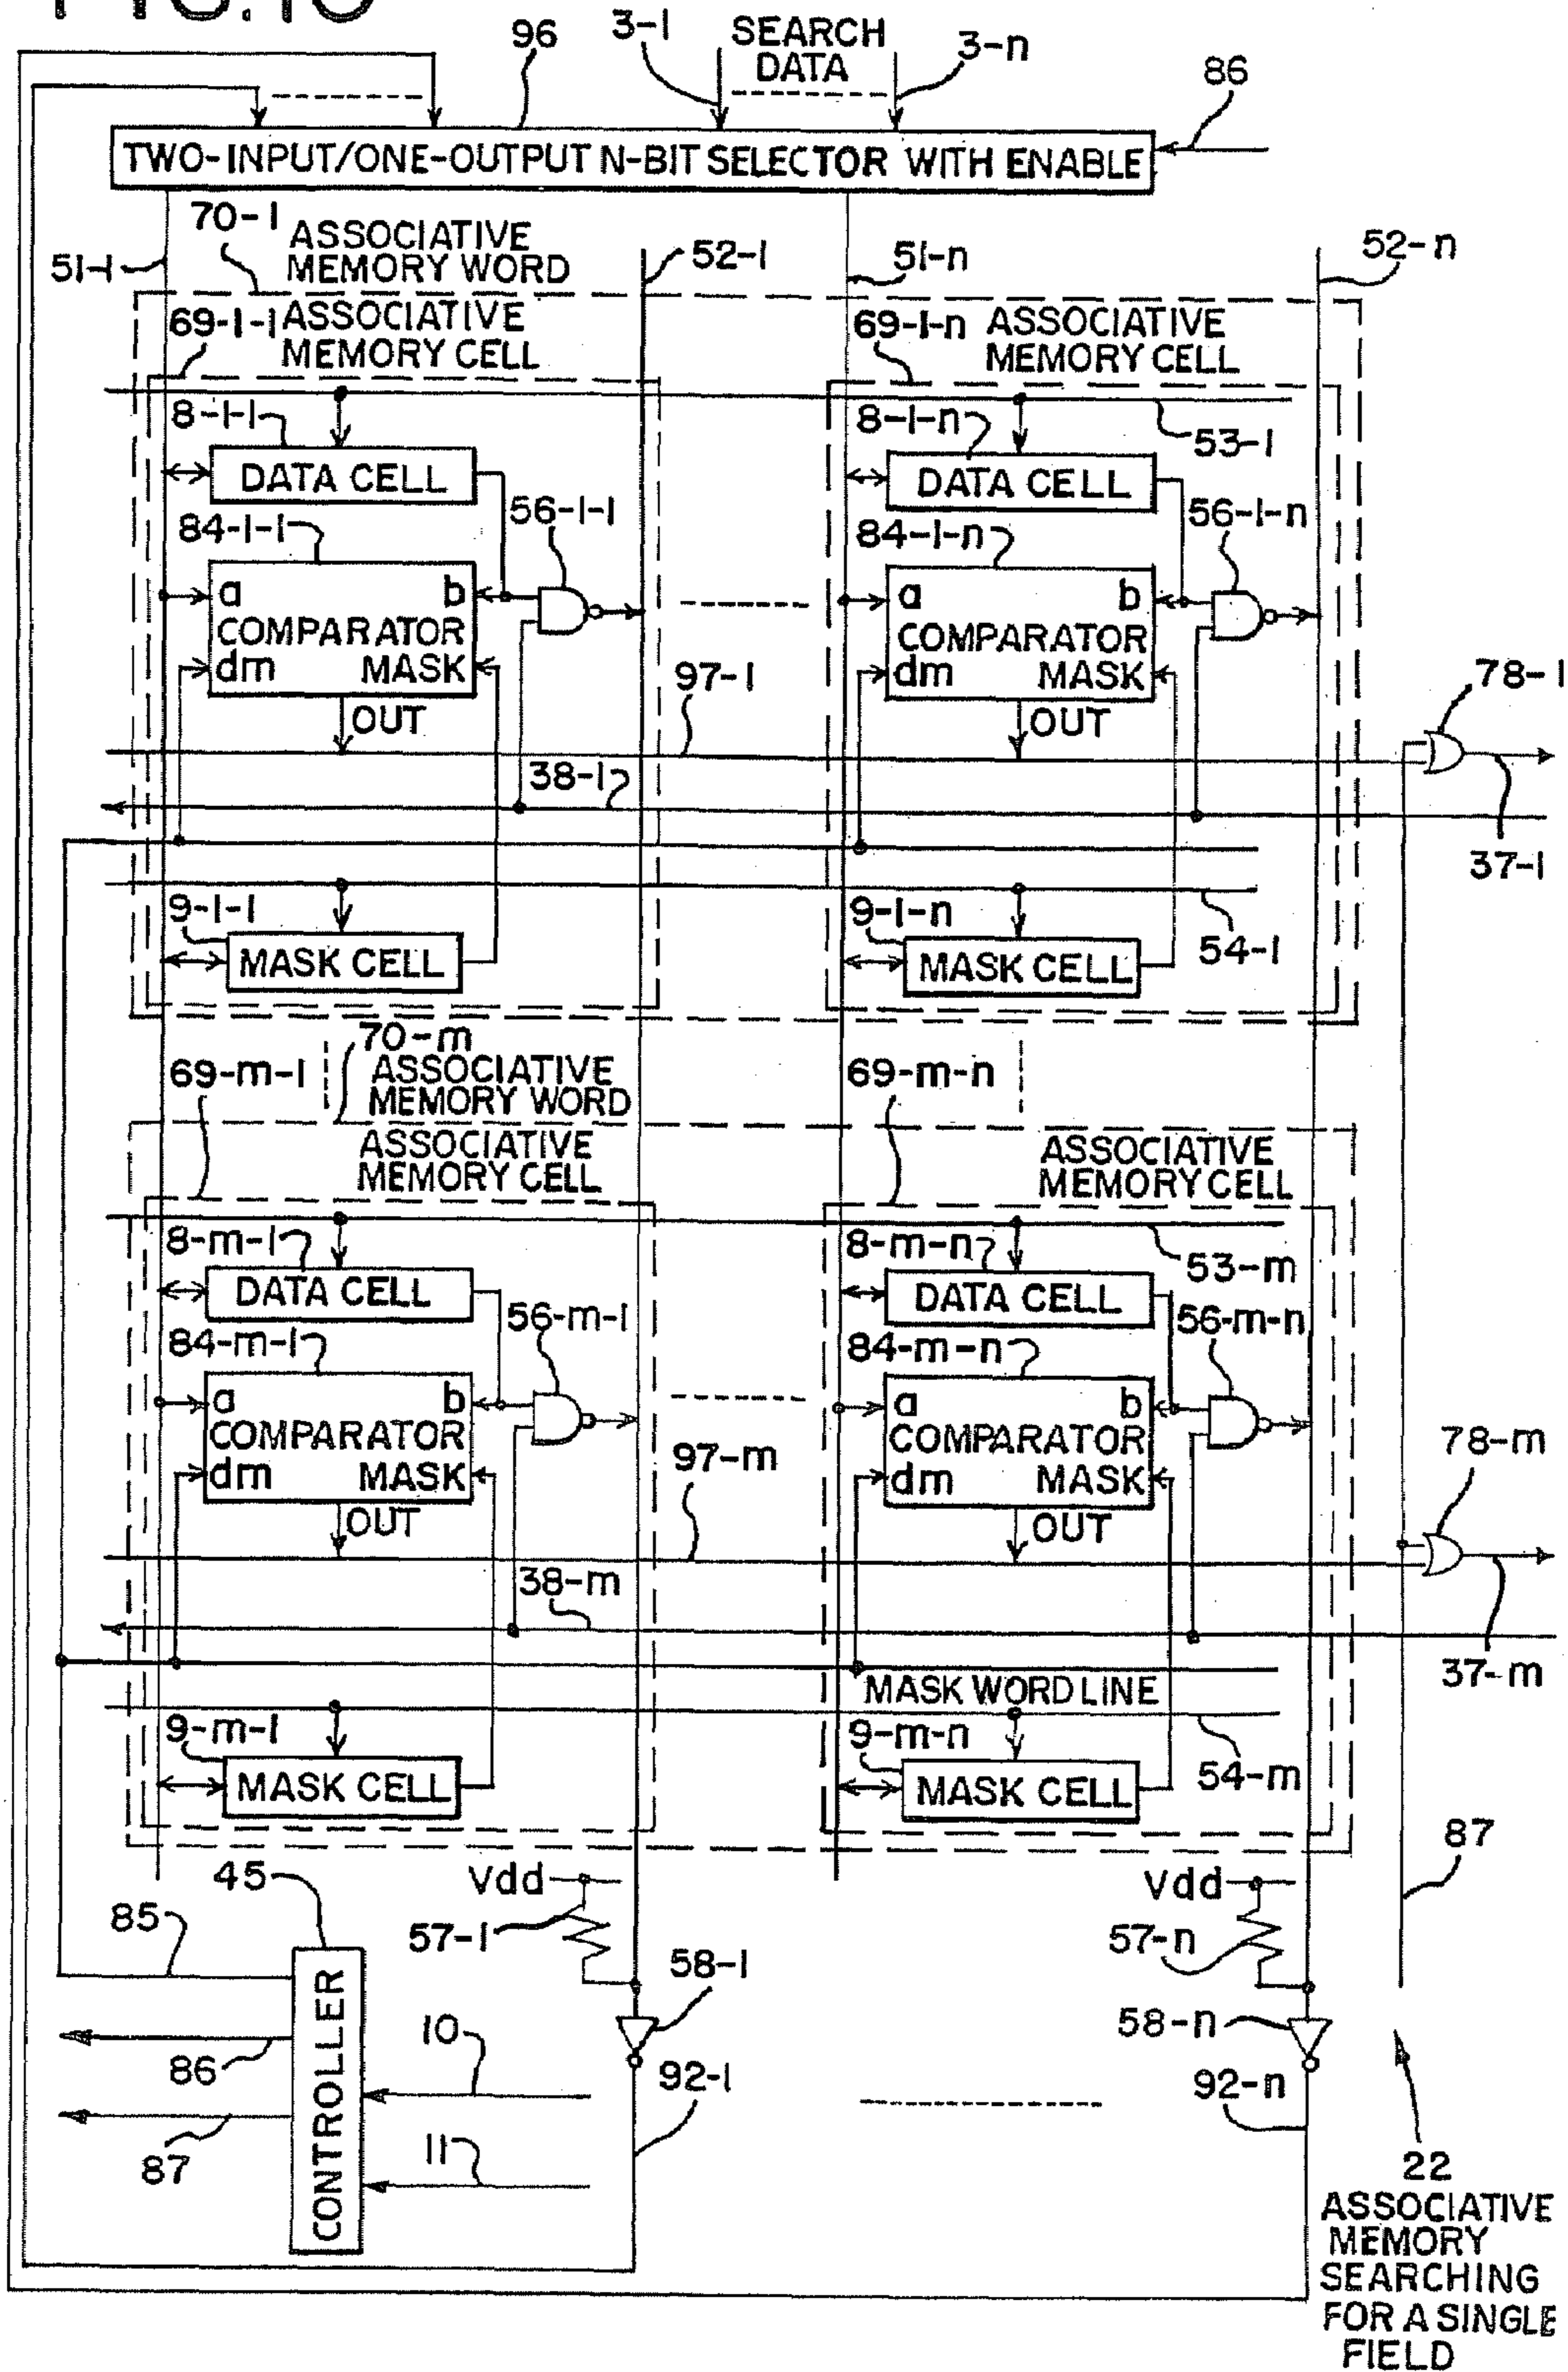 96
3-1
SEARCH
DATA
3-n
86
TWO-INPUT/ONE-OUTPUT N-BIT SELECTOR WITH ENABLE
70-1
ASSOCIATIVE
MEMORY WORD
51-1
52-1
51-n
52-n
69-1-1
ASSOCIATIVE
MEMORY CELL
69-1-n
ASSOCIATIVE
MEMORY CELL
8-1-1
8-1-n
53-1
DATA CELL
DATA CELL
56-1-1
56-1-n
84-1-1
84-1-n
a b
COMPARATOR
dm MASK
a b
COMPARATOR
dm MASK
97-1
78-1
OUT
OUT
38-1
37-1
9-1-1
9-1-n
54-1
MASK CELL
MASK CELL
70-m
ASSOCIATIVE
MEMORY WORD
69-m-1
69-m-n
ASSOCIATIVE
MEMORY CELL
ASSOCIATIVE
MEMORY CELL
8-m-1
8-m-n
53-m
DATA CELL
DATA CELL
56-m-1
56-m-n
84-m-1
84-m-n
a b
COMPARATOR
dm MASK
a b
COMPARATOR
dm MASK
97-m
78-m
OUT
OUT
38-m
37-m
MASK WORD LINE
9-m-1
9-m-n
54-m
MASK CELL
MASK CELL
87
45
Vdd
Vdd
85
57-1
57-n
58-1
58-n
CONTROLLER
10
86
92-1
92-n
11
87
22
ASSOCIATIVE
MEMORY
SEARCHING
FOR A SINGLE
FIELD